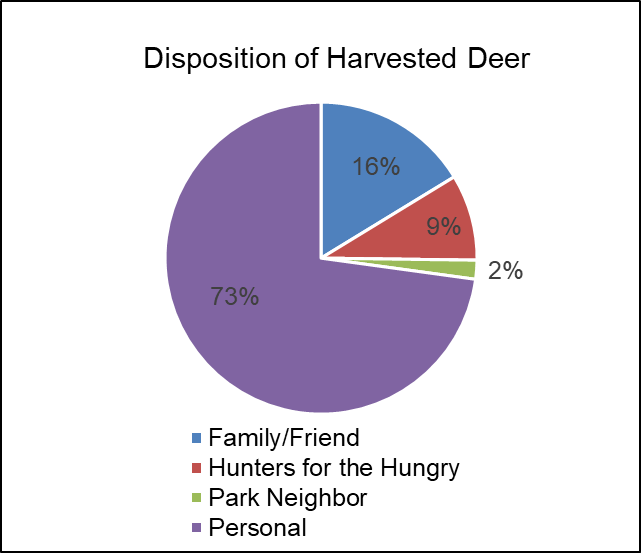 Disposition of Harvested Deer
16%
9%
2%
73%
Family/Friend
Hunters for the Hungry
Park Neighbor
Personal